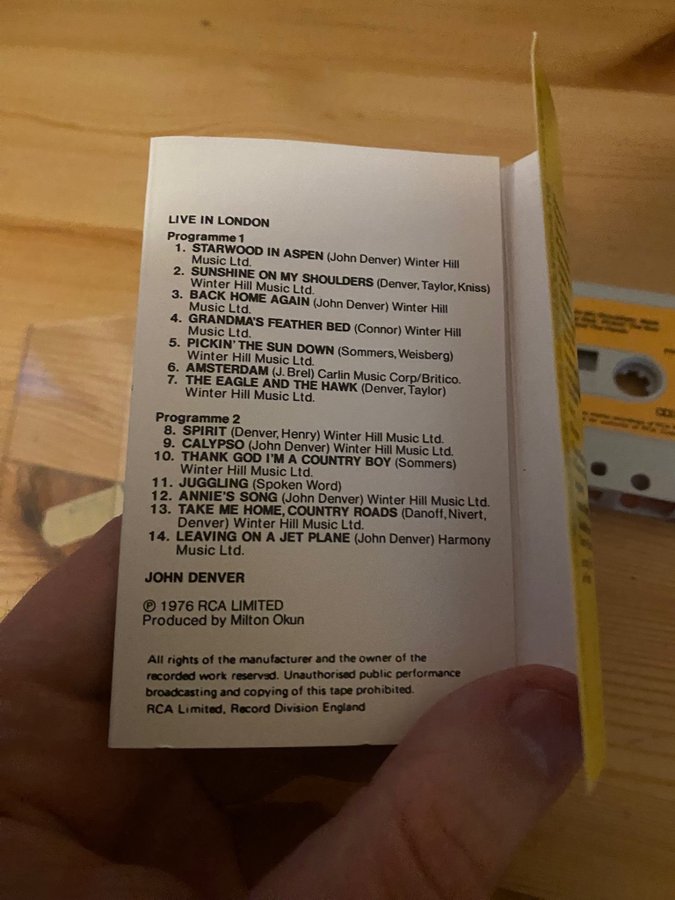 LIVE IN LONDON
Programme 1
1. STARWOOD IN ASPEN (John Denver) Winter Hill
Music Ltd.
2. SUNSHINE ON MY SHOULDERS (Denver, Taylor, Kniss)
Winter Hill Music Ltd.
3. BACK HOME AGAIN (John Denver) Winter Hill
Music Ltd.
4. GRANDMA'S FEATHER BED (Connor) Winter Hill
Music Ltd.
5. PICKIN' THE SUN DOWN (Sommers, Weisberg)
Winter Hill Music Ltd.
6. AMSTERDAM (J. Brel) Carlin Music Corp/Britico.
7. THE EAGLE AND THE HAWK (Denver, Taylor)
Winter Hill Music Ltd.
Programme 2
8. SPIRIT (Denver, Henry) Winter Hill Music Ltd.
9. CALYPSO (John Denver) Winter Hill Music Ltd.
10. THANK GOD I'M A COUNTRY BOY (Sommers)
Winter Hill Music Ltd.
11. JUGGLING (Spoken Word)
12. ANNIE'S SONG (John Denver) Winter Hill Music Ltd.
13. TAKE ME HOME, COUNTRY ROADS (Danoff, Nivert,
Denver) Winter Hill Music Ltd.
14. LEAVING ON A JET PLANE (John Denver) Harmony
Music Ltd.
JOHN DENVER
Ⓟ 1976 RCA LIMITED
Produced by Milton Okun
All rights of the manufacturer and the owner of the
recorded work reserved. Unauthorised public performance
broadcasting and copying of this tape prohibited.
RCA Limited, Record Division England